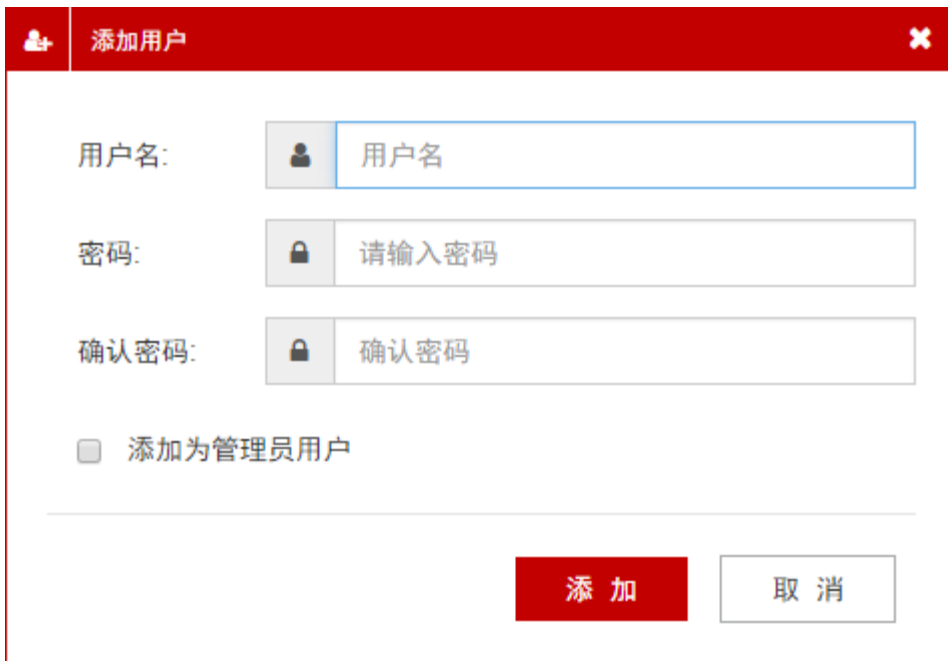 添加用户
用户名: 用户名
密码: 请输入密码
确认密码: 确认密码
添加为管理员用户
添 加 取 消